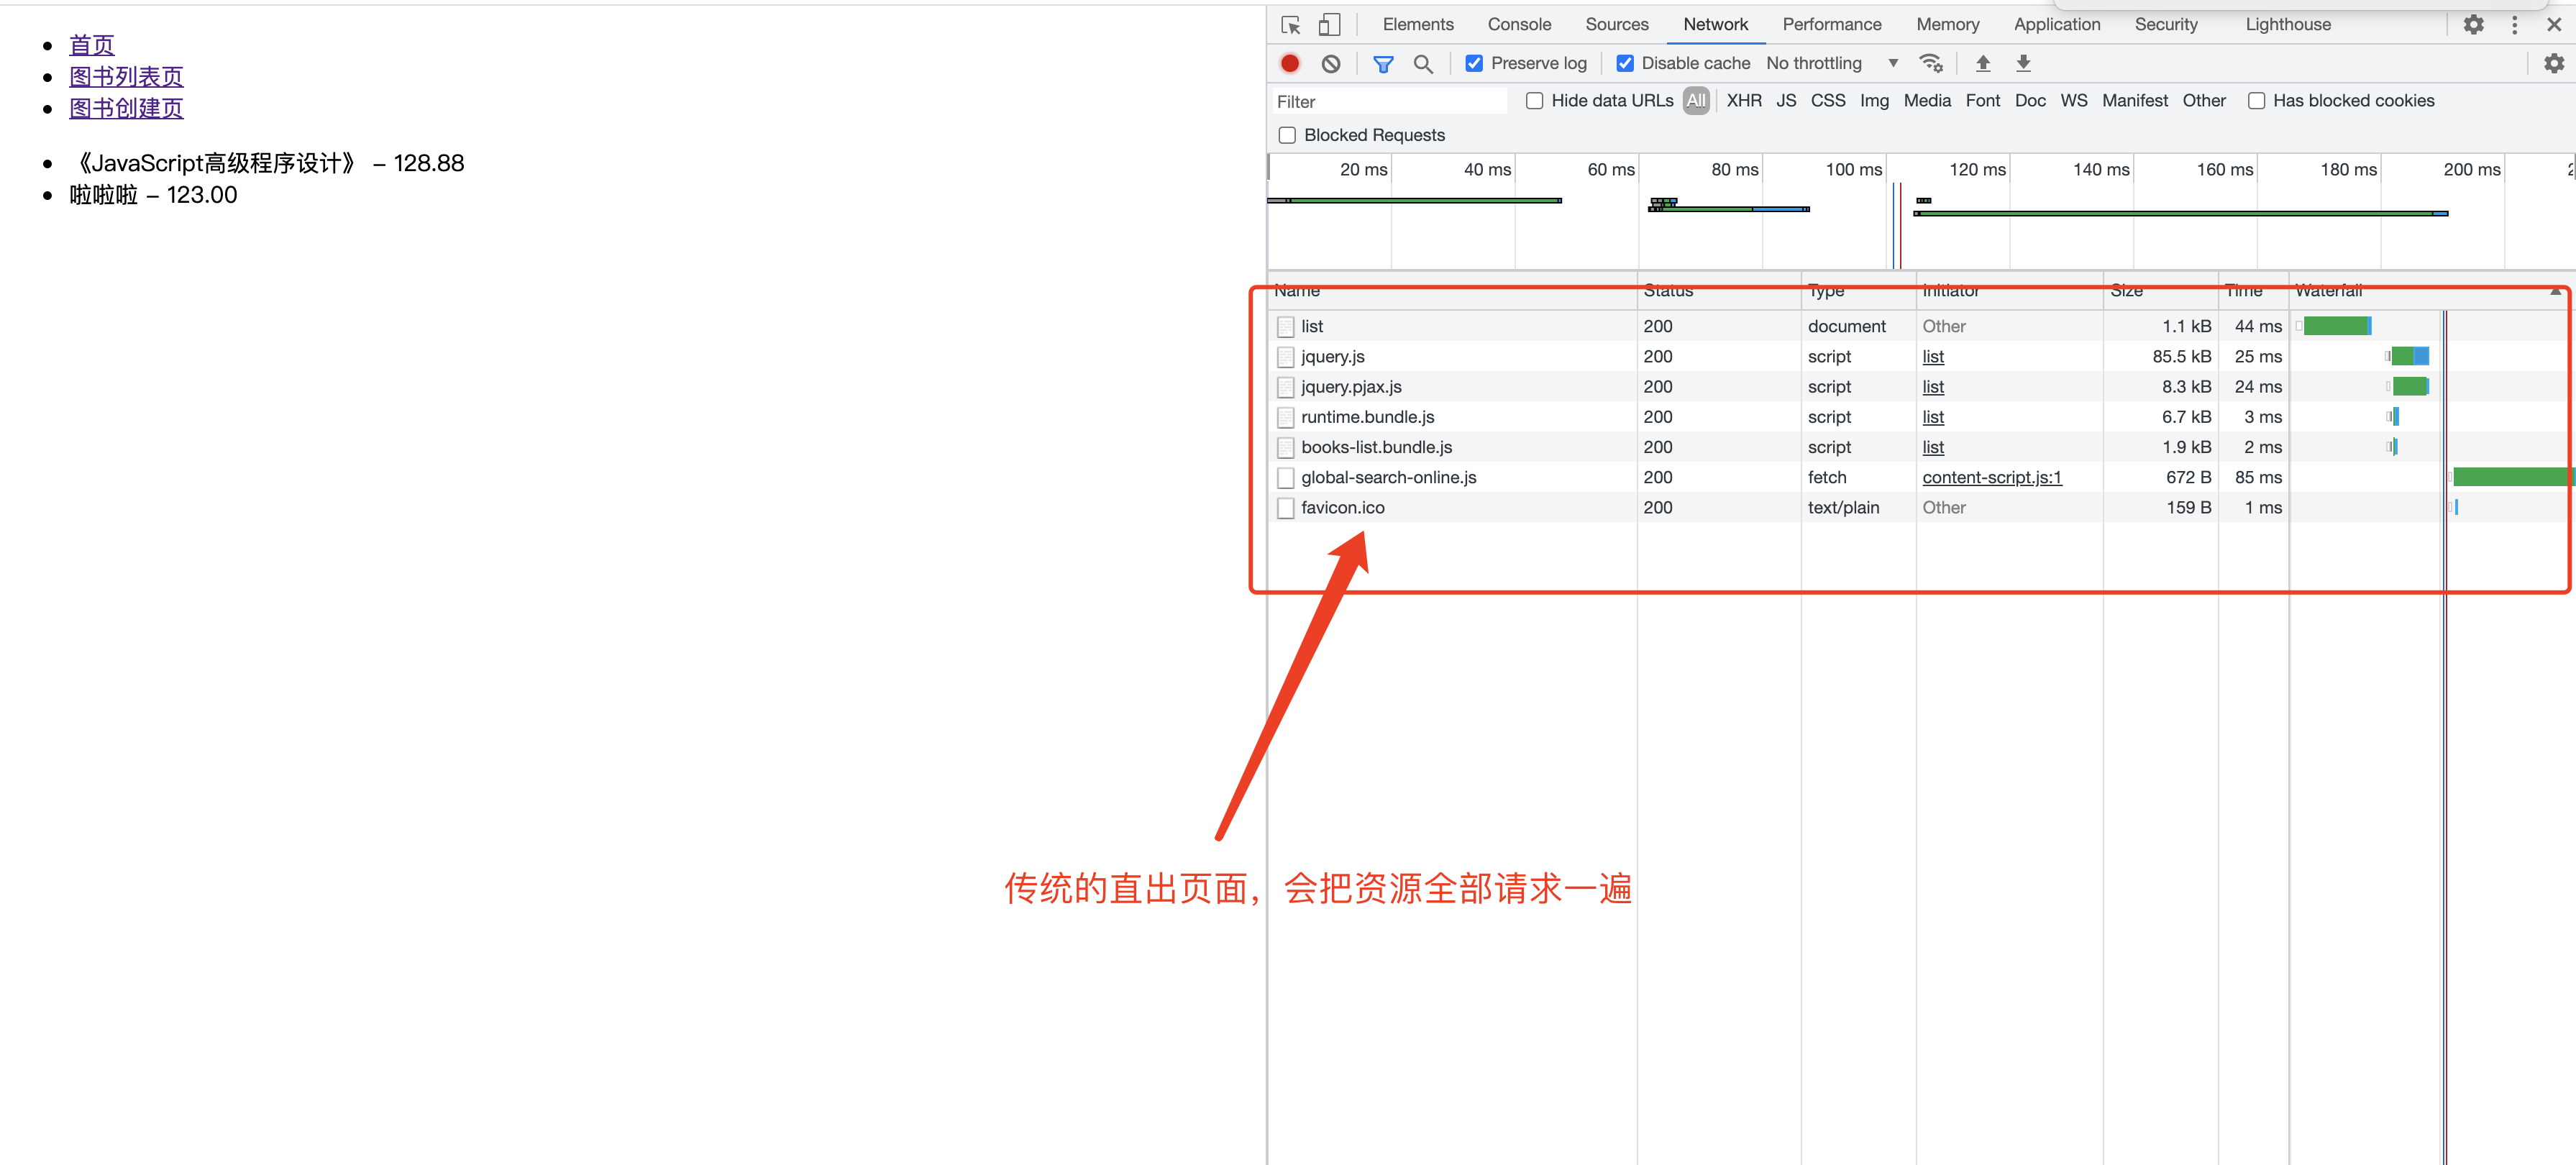 首页
图书列表页
图书创建页
《JavaScript高级程序设计》 – 128.88
啦啦啦 – 123.00
Elements Console Sources Network Performance Memory Application Security Lighthouse
Preserve log Disable cache No throttling
Filter Hide data URLs All XHR JS CSS Img Media Font Doc WS Manifest Other Has blocked cookies
Blocked Requests
20 ms 40 ms 60 ms 80 ms 100 ms 120 ms 140 ms 160 ms 180 ms 200 ms
Name Status Type Initiator Size Time Waterfall
list 200 document Other 1.1 kB 44 ms
jquery.js 200 script list 85.5 kB 25 ms
jquery.pjax.js 200 script list 8.3 kB 24 ms
runtime.bundle.js 200 script list 6.7 kB 3 ms
books-list.bundle.js 200 script list 1.9 kB 2 ms
global-search-online.js 200 fetch content-script.js:1 672 B 85 ms
favicon.ico 200 text/plain Other 159 B 1 ms
传统的直出页面，会把资源全部请求一遍